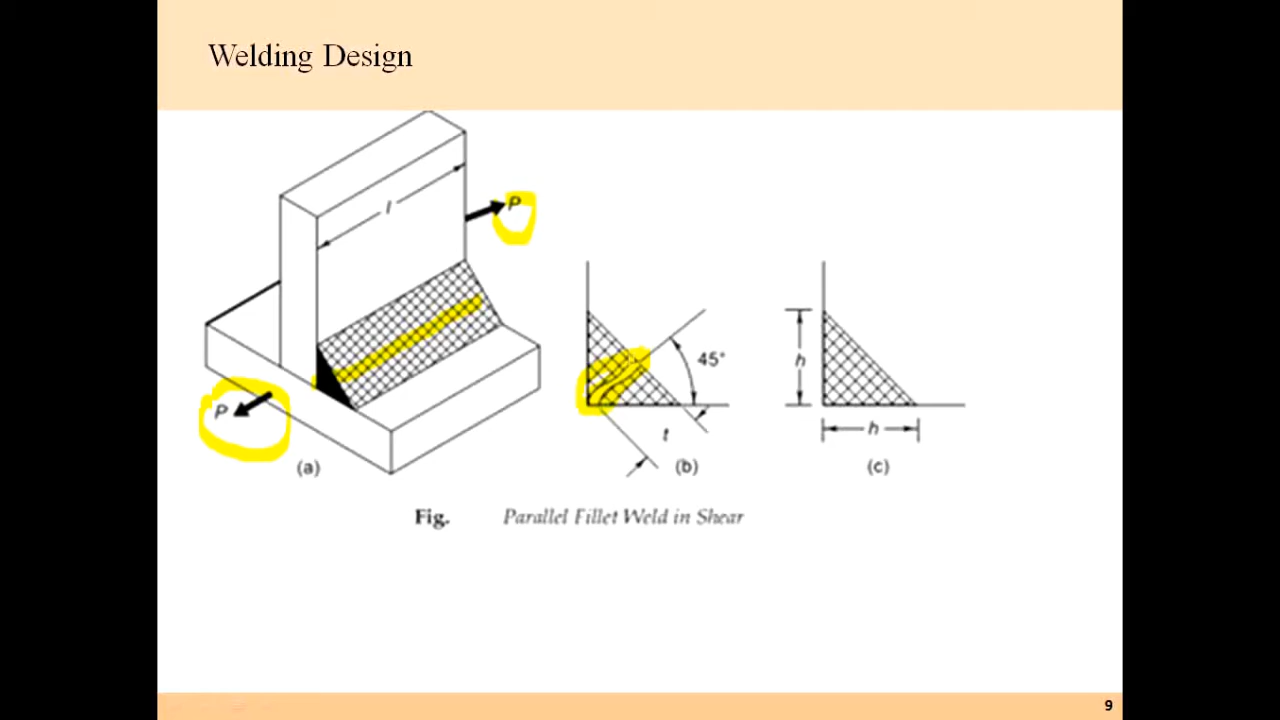 Welding Design
l
P
P
45°
h
t
h
(a)
(b)
(c)
Fig. Parallel Fillet Weld in Shear
9